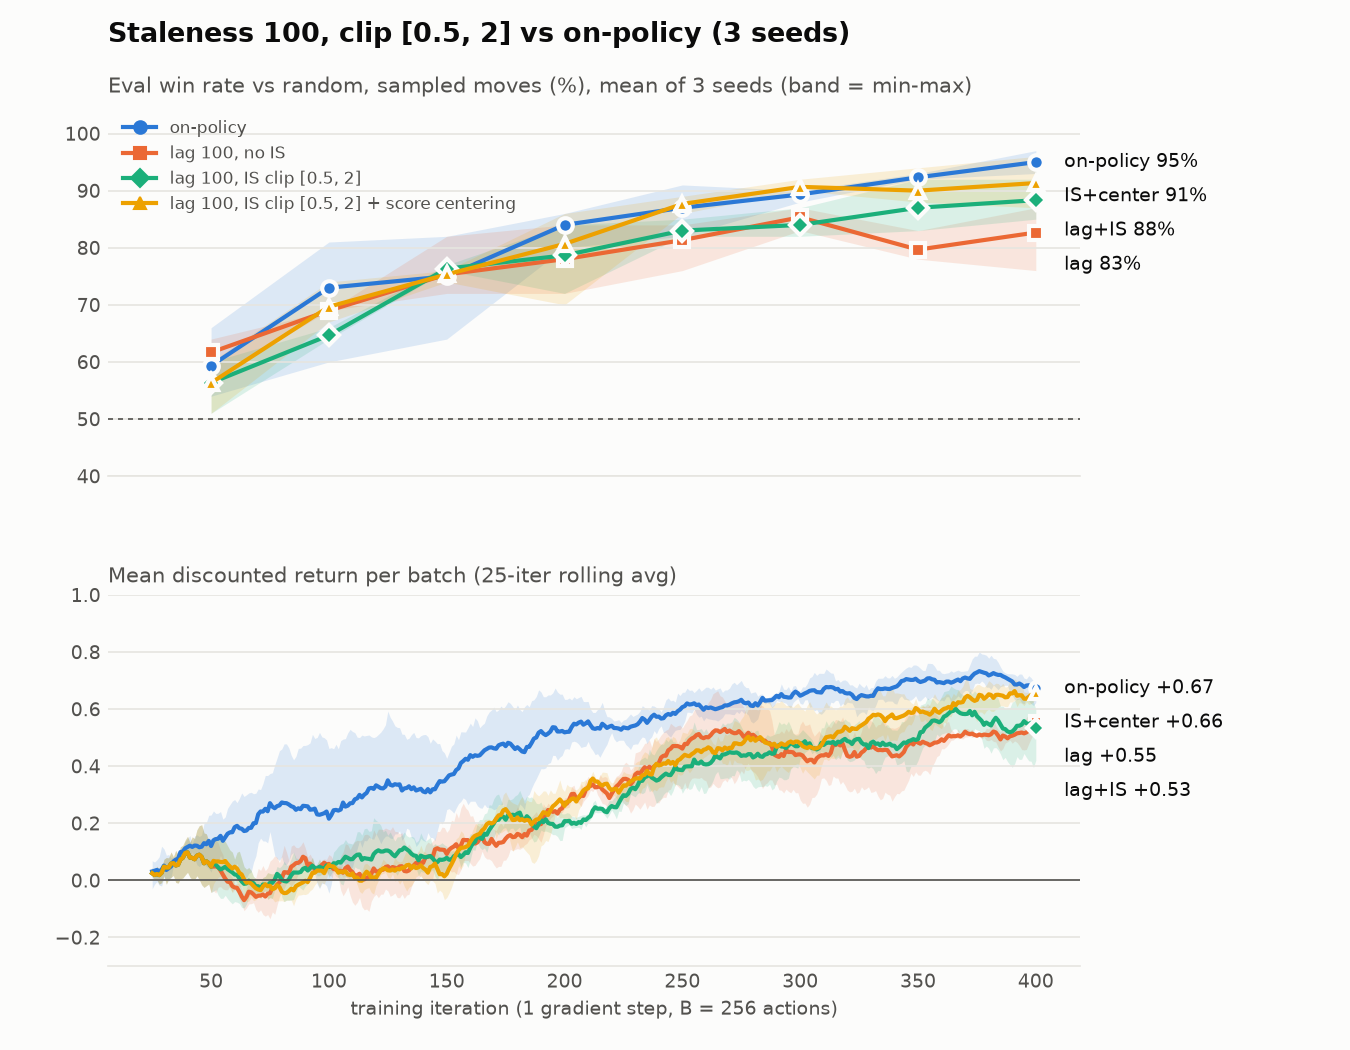 Staleness 100, clip [0.5, 2] vs on-policy (3 seeds)
Eval win rate vs random, sampled moves (%), mean of 3 seeds (band = min-max)
on-policy
lag 100, no IS
lag 100, IS clip [0.5, 2]
lag 100, IS clip [0.5, 2] + score centering
100
90
80
70
60
50
40
on-policy 95%
IS+center 91%
lag+IS 88%
lag 83%
Mean discounted return per batch (25-iter rolling avg)
1.0
0.8
0.6
0.4
0.2
0.0
−0.2
on-policy +0.67
IS+center +0.66
lag +0.55
lag+IS +0.53
50 100 150 200 250 300 350 400
training iteration (1 gradient step, B = 256 actions)